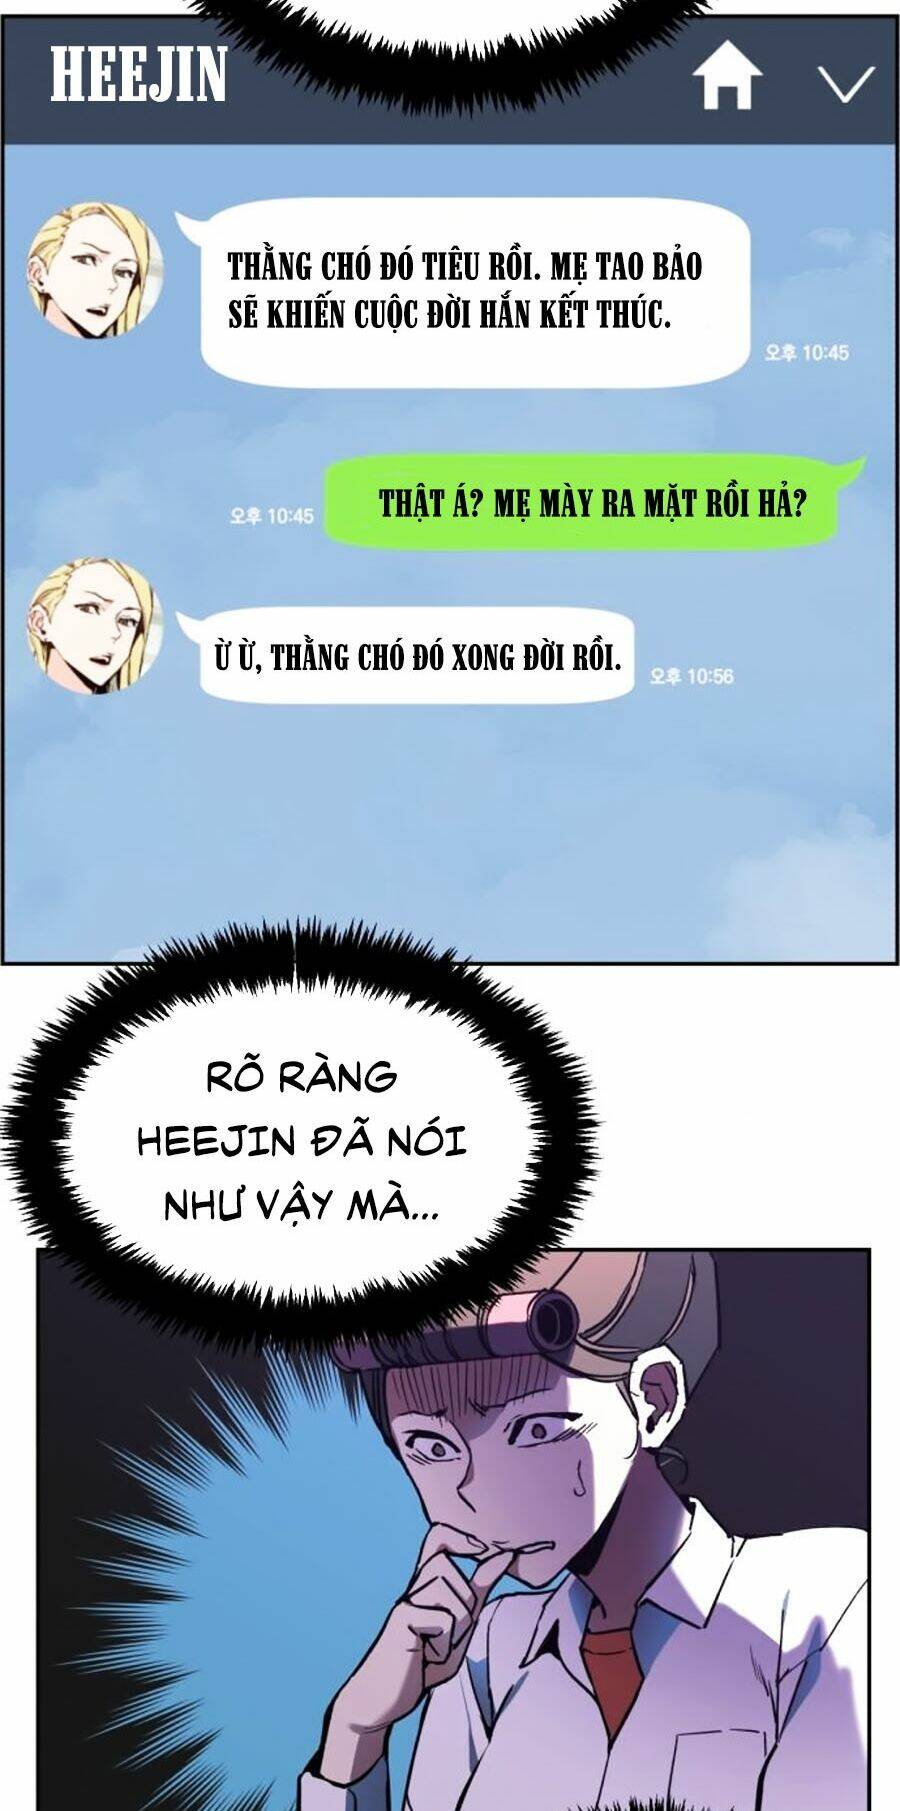 HEEJIN
THẰNG CHÓ ĐÓ TIÊU RỒI. MẸ TAO BẢO
SẼ KHIẾN CUỘC ĐỜI HẮN KẾT THÚC.
오후 10:45
THẬT Á? MẸ MÀY RA MẶT RỒI HẢ?
오후 10:45
Ừ Ừ, THẰNG CHÓ ĐÓ XONG ĐỜI RỒI.
오후 10:56
RÕ RÀNG
HEEJIN ĐÃ NÓI
NHƯ VẬY MÀ...